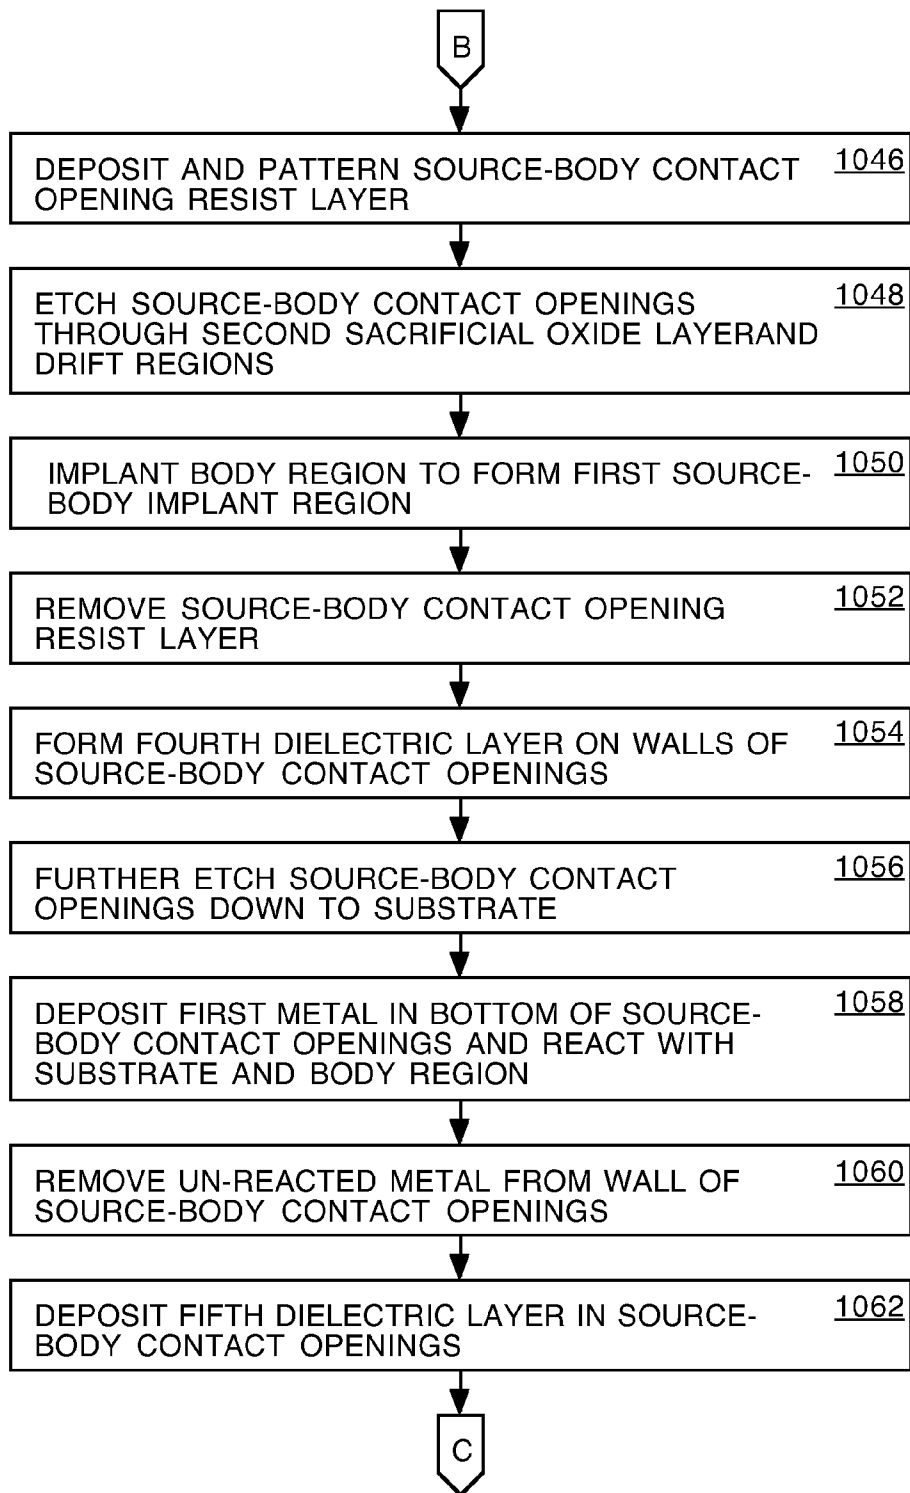 B
DEPOSIT AND PATTERN SOURCE-BODY CONTACT 1046
OPENING RESIST LAYER
ETCH SOURCE-BODY CONTACT OPENINGS 1048
THROUGH SECOND SACRIFICIAL OXIDE LAYERAND
DRIFT REGIONS
IMPLANT BODY REGION TO FORM FIRST SOURCE- 1050
BODY IMPLANT REGION
REMOVE SOURCE-BODY CONTACT OPENING 1052
RESIST LAYER
FORM FOURTH DIELECTRIC LAYER ON WALLS OF 1054
SOURCE-BODY CONTACT OPENINGS
FURTHER ETCH SOURCE-BODY CONTACT 1056
OPENINGS DOWN TO SUBSTRATE
DEPOSIT FIRST METAL IN BOTTOM OF SOURCE- 1058
BODY CONTACT OPENINGS AND REACT WITH
SUBSTRATE AND BODY REGION
REMOVE UN-REACTED METAL FROM WALL OF 1060
SOURCE-BODY CONTACT OPENINGS
DEPOSIT FIFTH DIELECTRIC LAYER IN SOURCE- 1062
BODY CONTACT OPENINGS
C